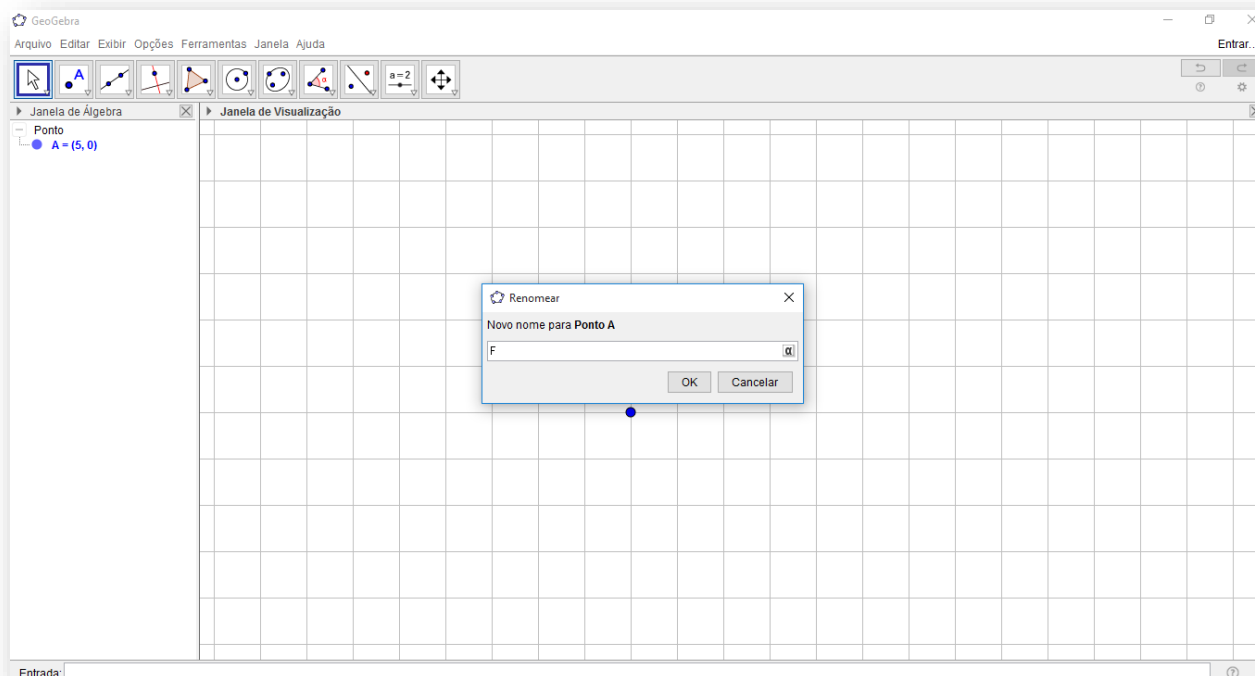 GeoGebra
Arquivo Editar Exibir Opções Ferramentas Janela Ajuda
Entrar...
A
α
a=2
Janela de Álgebra
Janela de Visualização
Ponto
A = (5, 0)
Renomear
Novo nome para Ponto A
F
α
OK Cancelar
Entrada: